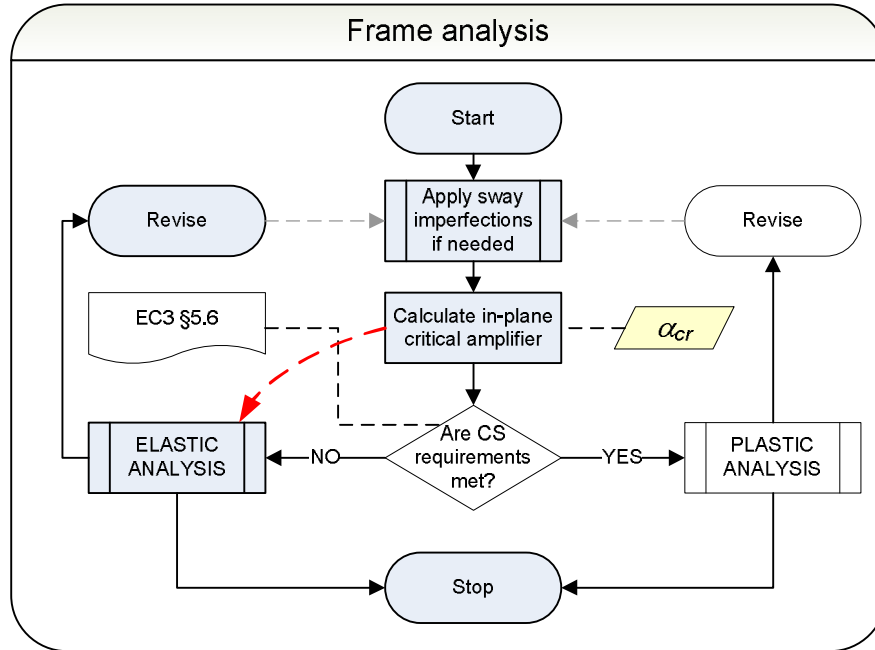 Frame analysis
Start
Revise
Apply sway
imperfections
if needed
Revise
EC3 §5.6
Calculate in-plane
critical amplifier
αcr
ELASTIC
ANALYSIS
NO
Are CS
requirements
met?
YES
PLASTIC
ANALYSIS
Stop